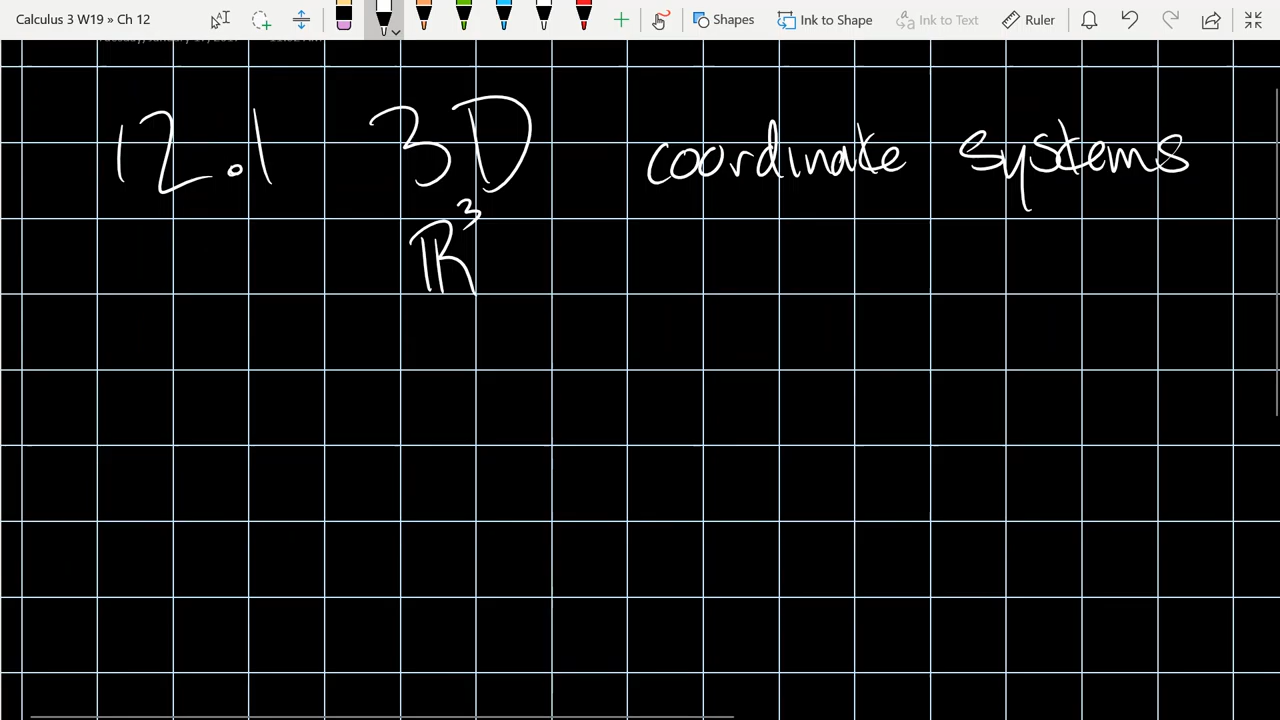 Calculus 3 W19 » Ch 12
Shapes
Ink to Shape
Ink to Text
Ruler
12.1 3D coordinate systems
ℝ³